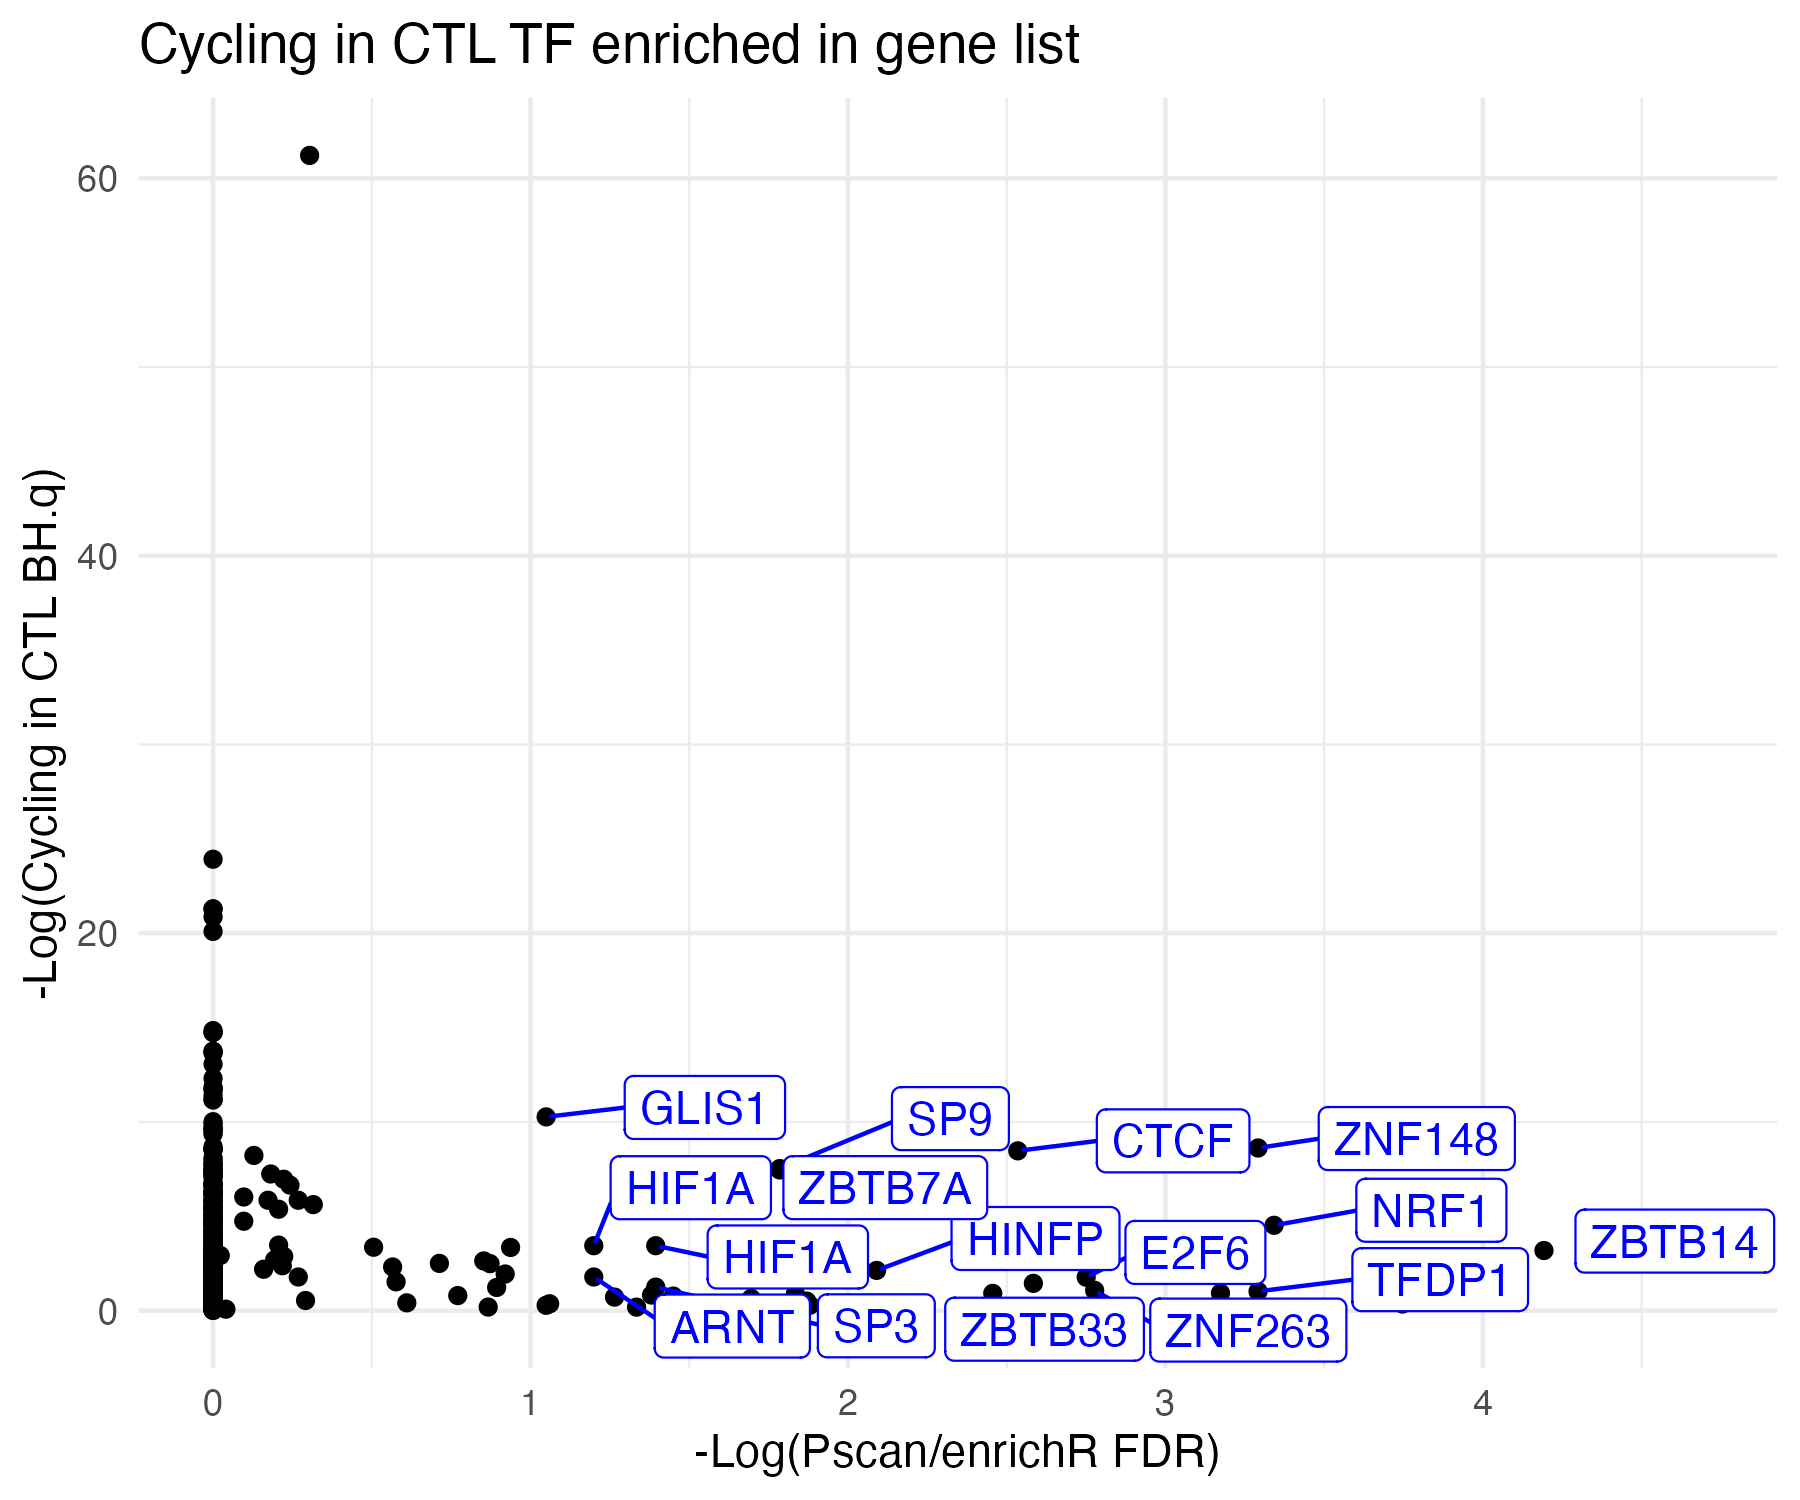 Cycling in CTL TF enriched in gene list
-Log(Cycling in CTL BH.q)
60
40
20
0
GLIS1
SP9
CTCF
ZNF148
HIF1A
ZBTB7A
NRF1
HINFP
ZBTB14
HIF1A
E2F6
TFDP1
ARNT
SP3
ZBTB33
ZNF263
0
1
2
3
4
-Log(Pscan/enrichR FDR)